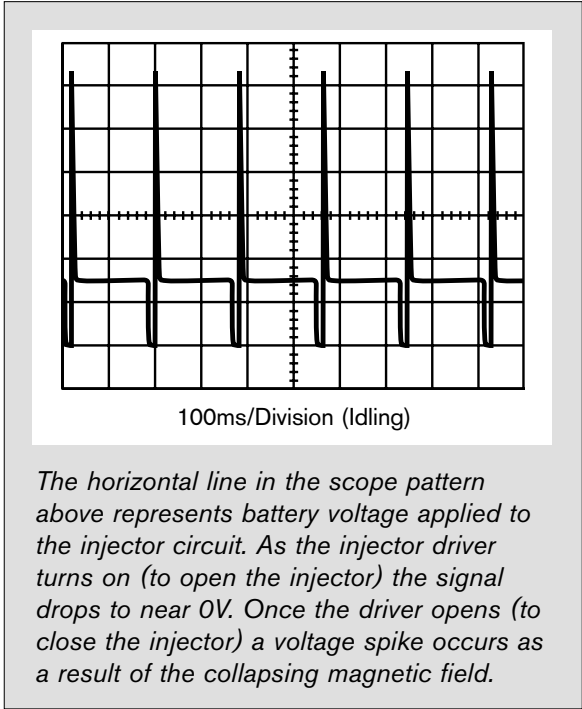 100ms/Division (Idling)
The horizontal line in the scope pattern
above represents battery voltage applied to
the injector circuit. As the injector driver
turns on (to open the injector) the signal
drops to near 0V. Once the driver opens (to
close the injector) a voltage spike occurs as
a result of the collapsing magnetic field.